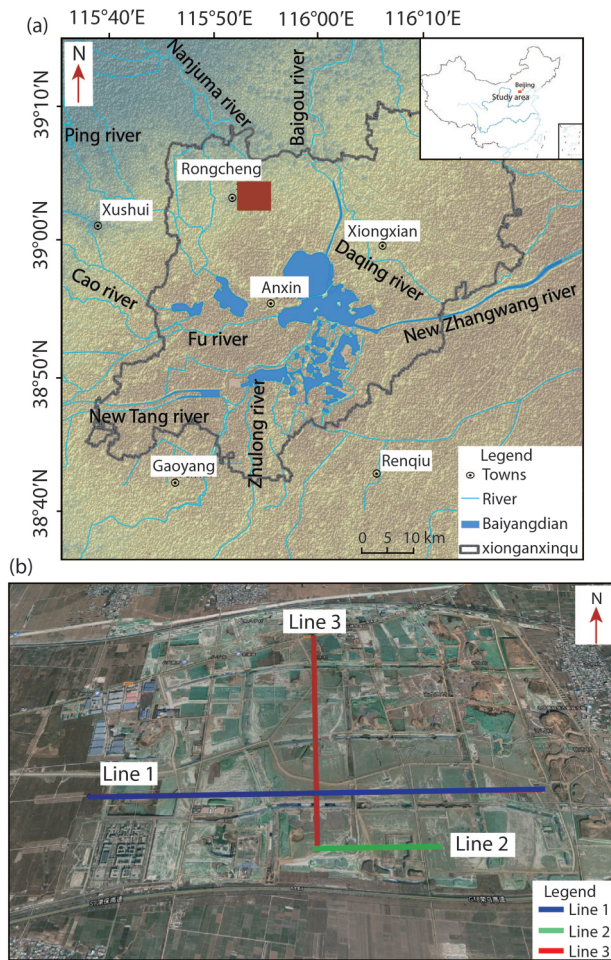 (a)
115°50′N
115°52′N
116°00′N
116°10′N
N
39°10′N
39°00′N
38°50′N
38°40′N
Nanjuma river
Baigou river
Beijing
Study area
Ping river
Rongcheng
Xushui
Xiongxian
Daqing river
Cao river
Anxin
New Zhangwang river
Fu river
New Tang river
Zhulong river
Gaoyang
Renqiu
Legend
Towns
River
Baiyangdian
xionganxinqu
0 5 10 km
(b)
N
Line 3
Line 1
Line 2
Legend
Line 1
Line 2
Line 3